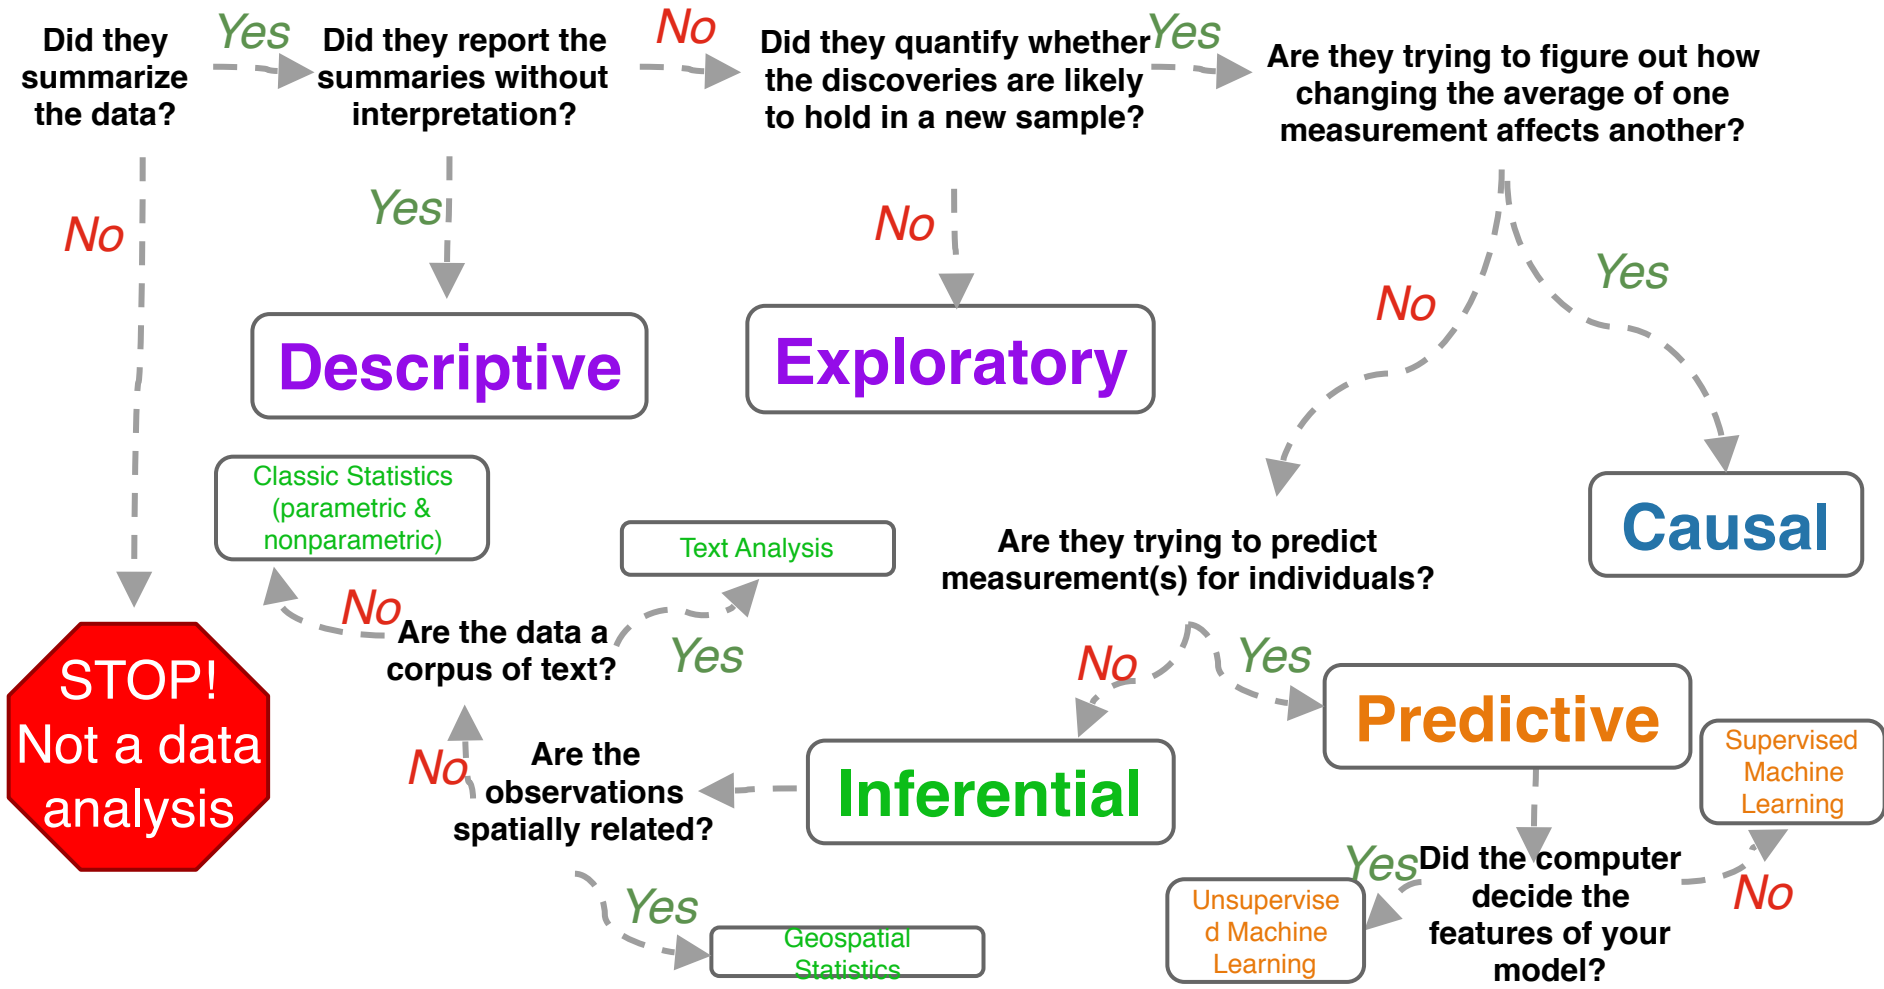 Did they
summarize
the data?
Yes
Did they report the
summaries without
interpretation?
No
Did they quantify whether
the discoveries are likely
to hold in a new sample?
Yes
Are they trying to figure out how
changing the average of one
measurement affects another?
No
Yes
No
No
Yes
Descriptive
Exploratory
Causal
Classic Statistics
(parametric &
nonparametric)
Text Analysis
Are they trying to predict
measurement(s) for individuals?
No
Are the data a
corpus of text?
Yes
No
Yes
STOP!
Not a data
analysis
Predictive
Supervised
Machine
Learning
No
Are the
observations
spatially related?
Inferential
Yes
Geospatial
Statistics
Yes
Did the computer
decide the
features of your
model?
No
Unsupervise
d Machine
Learning